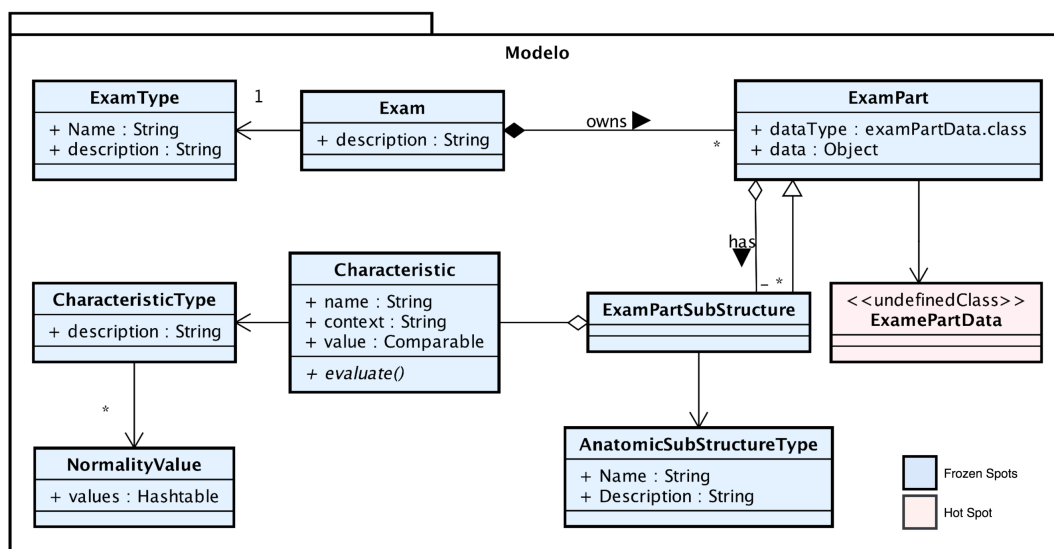 Modelo
ExamType
+ Name : String
+ description : String
1
Exam
+ description : String
owns
*
ExamPart
+ dataType : examPartData.class
+ data : Object
has
– *
CharacteristicType
+ description : String
*
Characteristic
+ name : String
+ context : String
+ value : Comparable
+ evaluate()
ExamPartSubStructure
<<undefinedClass>>
ExamePartData
NormalityValue
+ values : Hashtable
AnatomicSubStructureType
+ Name : String
+ Description : String
Frozen Spots
Hot Spot